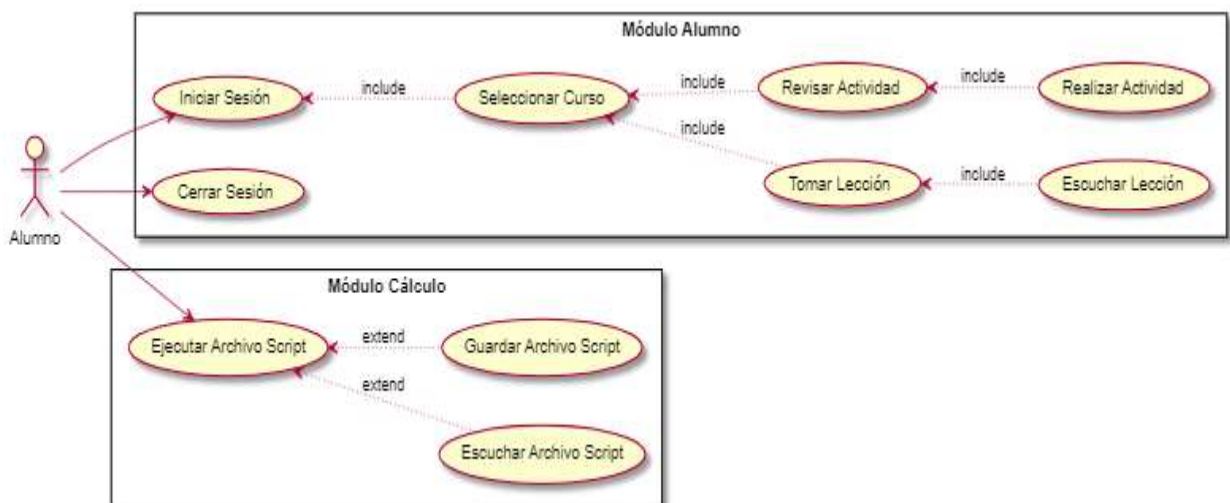 Módulo Alumno
Iniciar Sesión
include
Seleccionar Curso
include
Revisar Actividad
include
Realizar Actividad
include
Cerrar Sesión
Tomar Lección
include
Escuchar Lección
Alumno
Módulo Cálculo
Ejecutar Archivo Script
extend
Guardar Archivo Script
extend
Escuchar Archivo Script